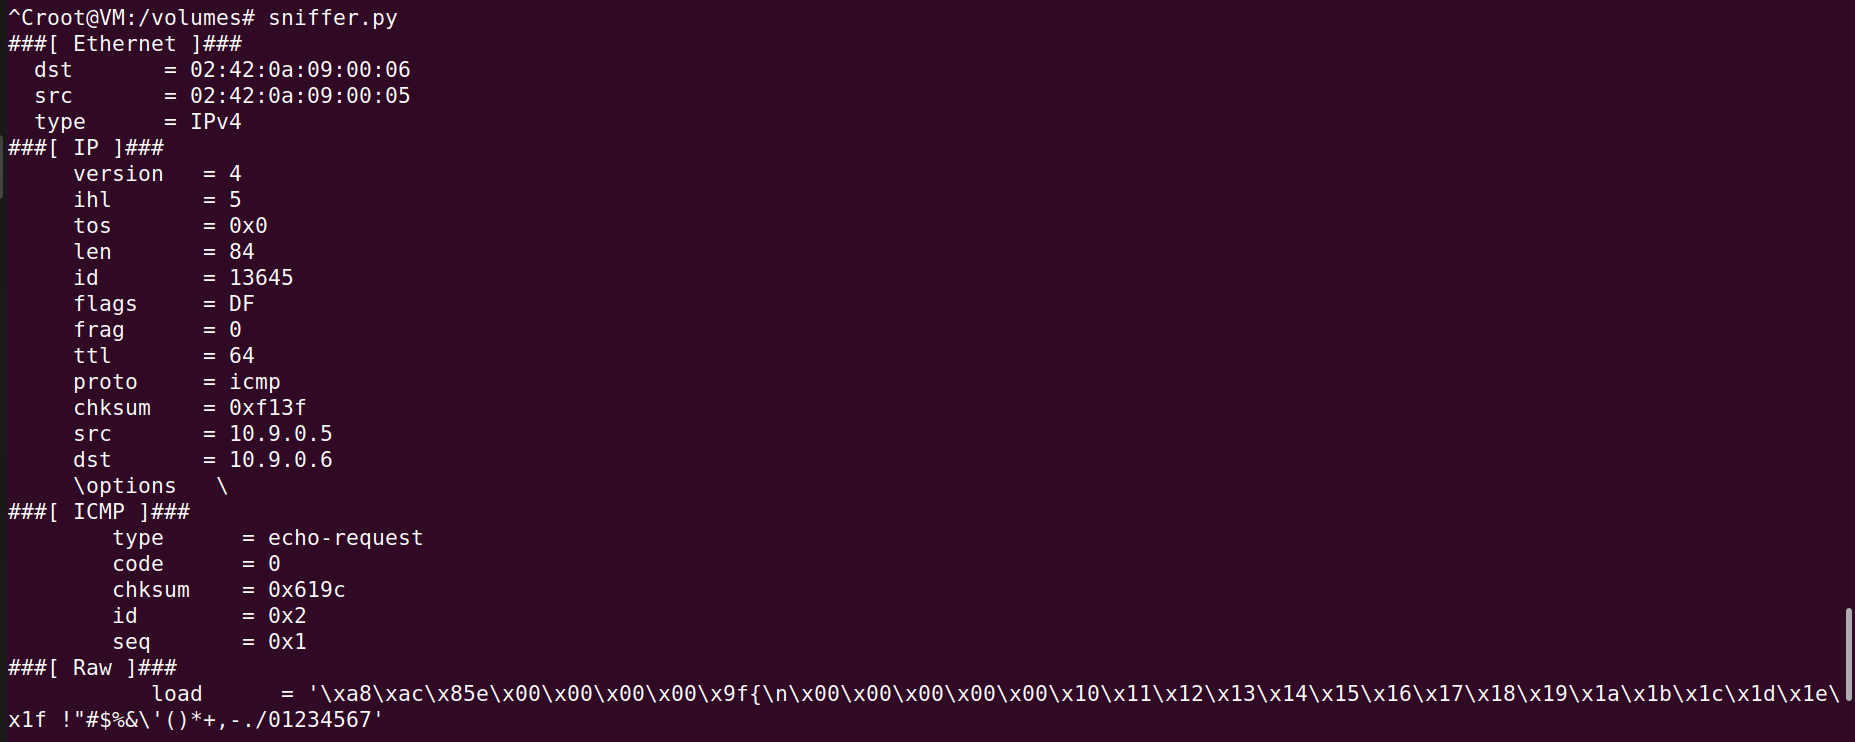 ^Croot@VM:/volumes# sniffer.py
###[ Ethernet ]###
  dst       = 02:42:0a:09:00:06
  src       = 02:42:0a:09:00:05
  type      = IPv4
###[ IP ]###
     version   = 4
     ihl       = 5
     tos       = 0x0
     len       = 84
     id        = 13645
     flags     = DF
     frag      = 0
     ttl       = 64
     proto     = icmp
     chksum    = 0xf13f
     src       = 10.9.0.5
     dst       = 10.9.0.6
     \options   \
###[ ICMP ]###
        type      = echo-request
        code      = 0
        chksum    = 0x619c
        id        = 0x2
        seq       = 0x1
###[ Raw ]###
           load      = '\xa8\xac\x85e\x00\x00\x00\x00\x9f{\n\x00\x00\x00\x00\x00\x10\x11\x12\x13\x14\x15\x16\x17\x18\x19\x1a\x1b\x1c\x1d\x1e\
x1f !"#$%&\'()*+,-./01234567'